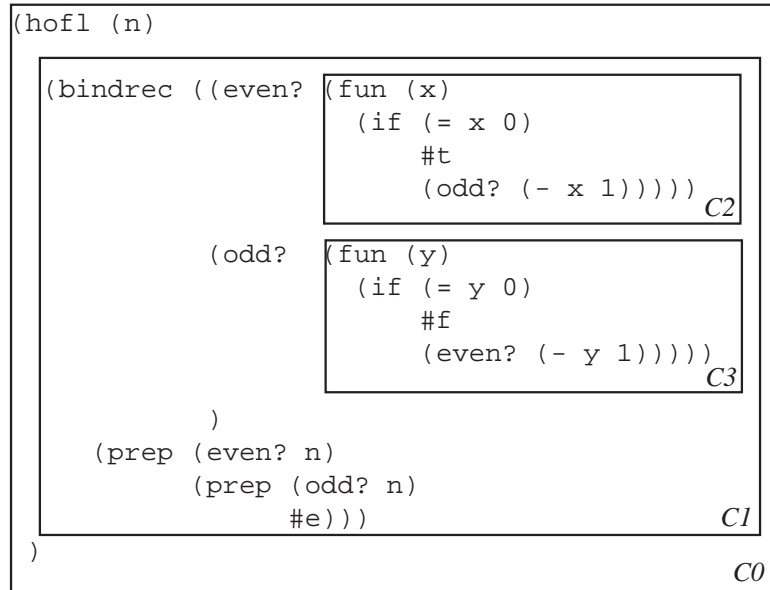 (hofl (n)
(bindrec ((even? (fun (x)
(if (= x 0)
#t
(odd? (- x 1)))))
C2
(odd? (fun (y)
(if (= y 0)
#f
(even? (- y 1)))))
C3
)
(prep (even? n)
(prep (odd? n)
#e)))
C1
)
C0